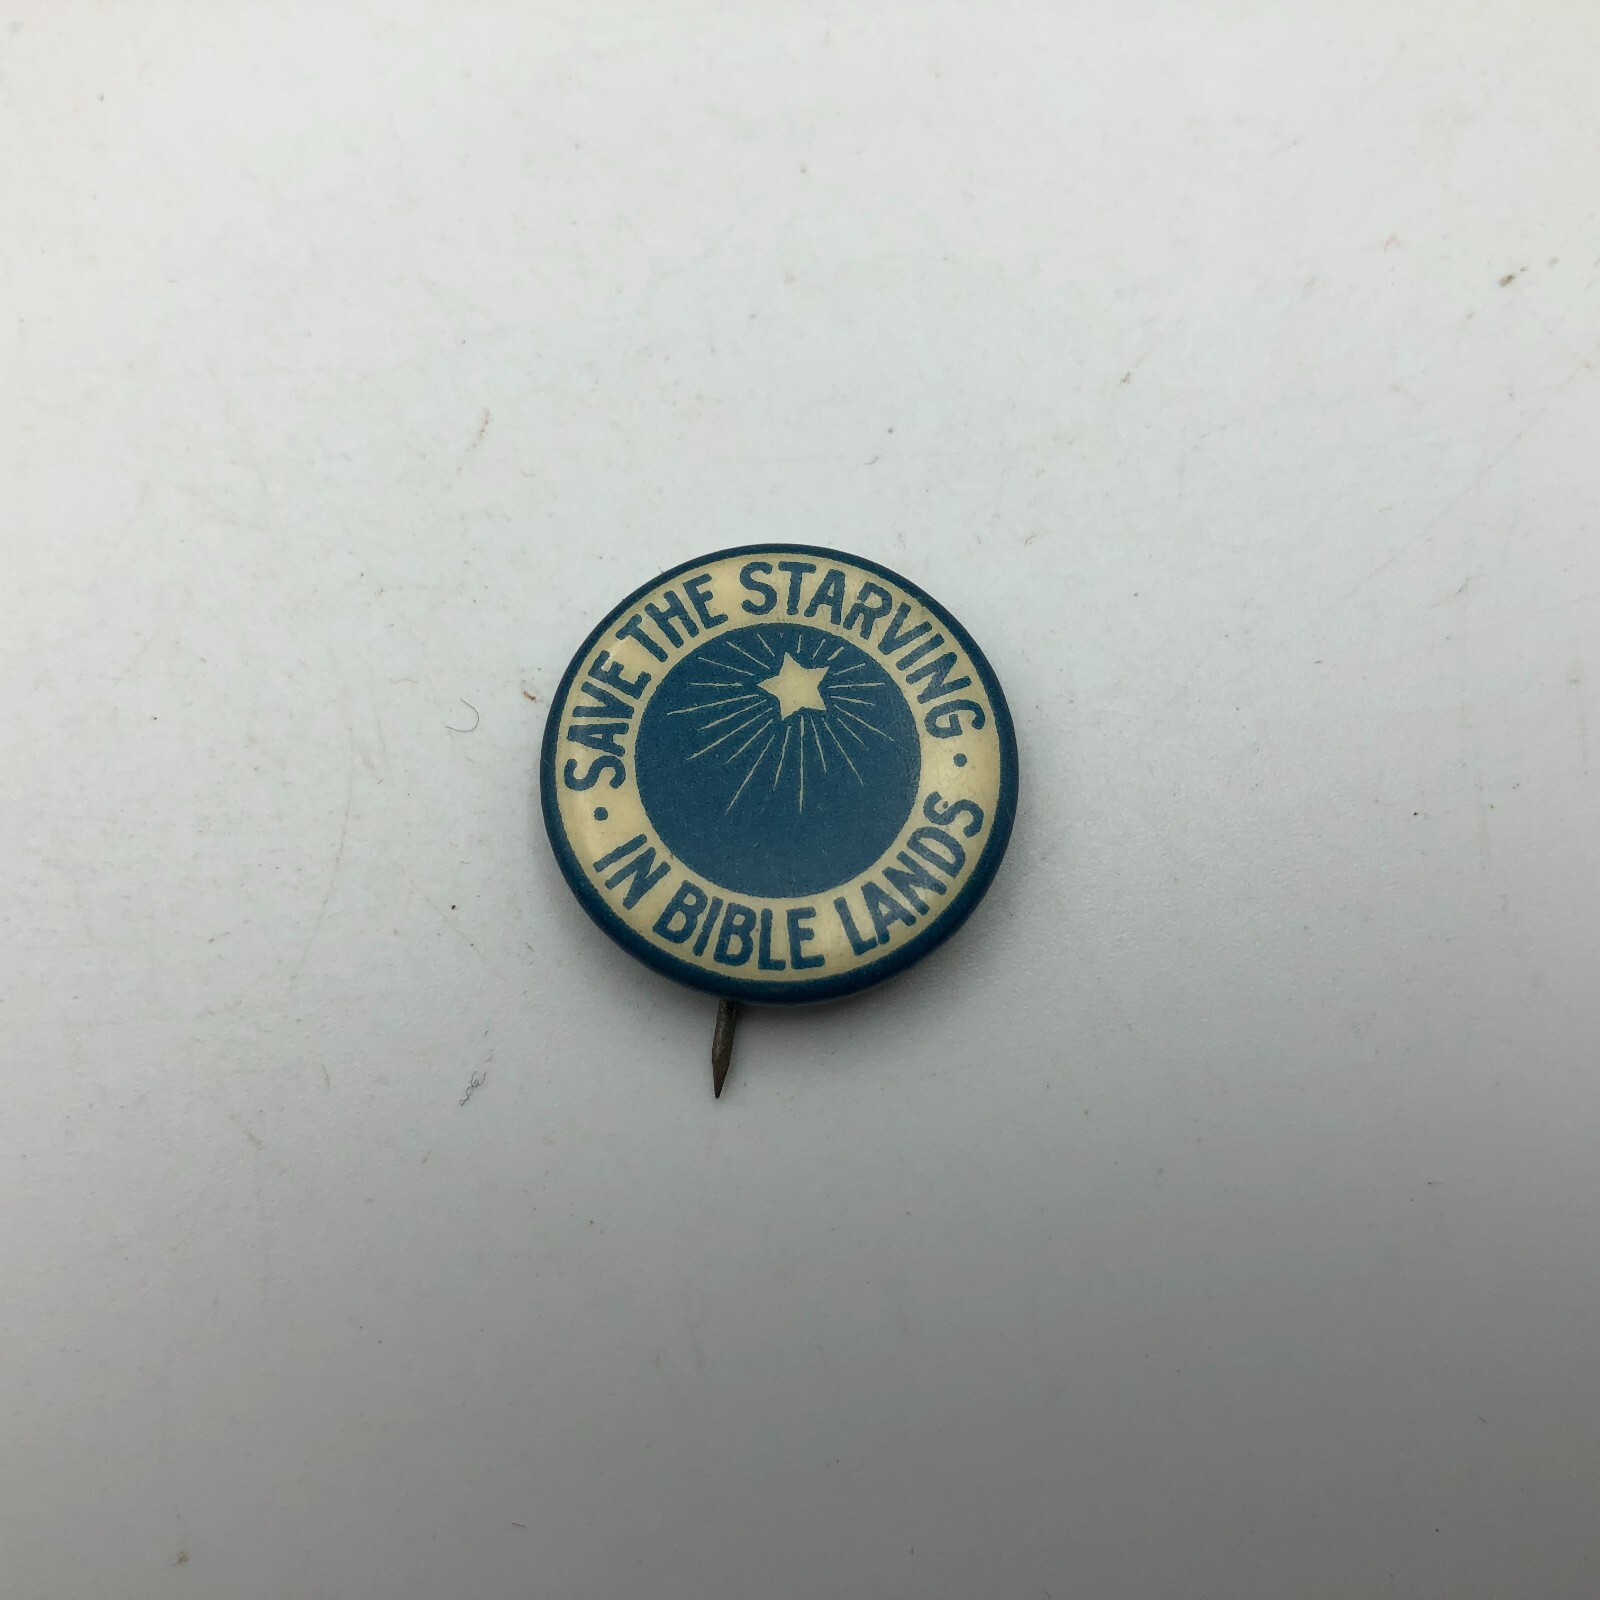 SAVE THE STARVING
• IN BIBLE LANDS •